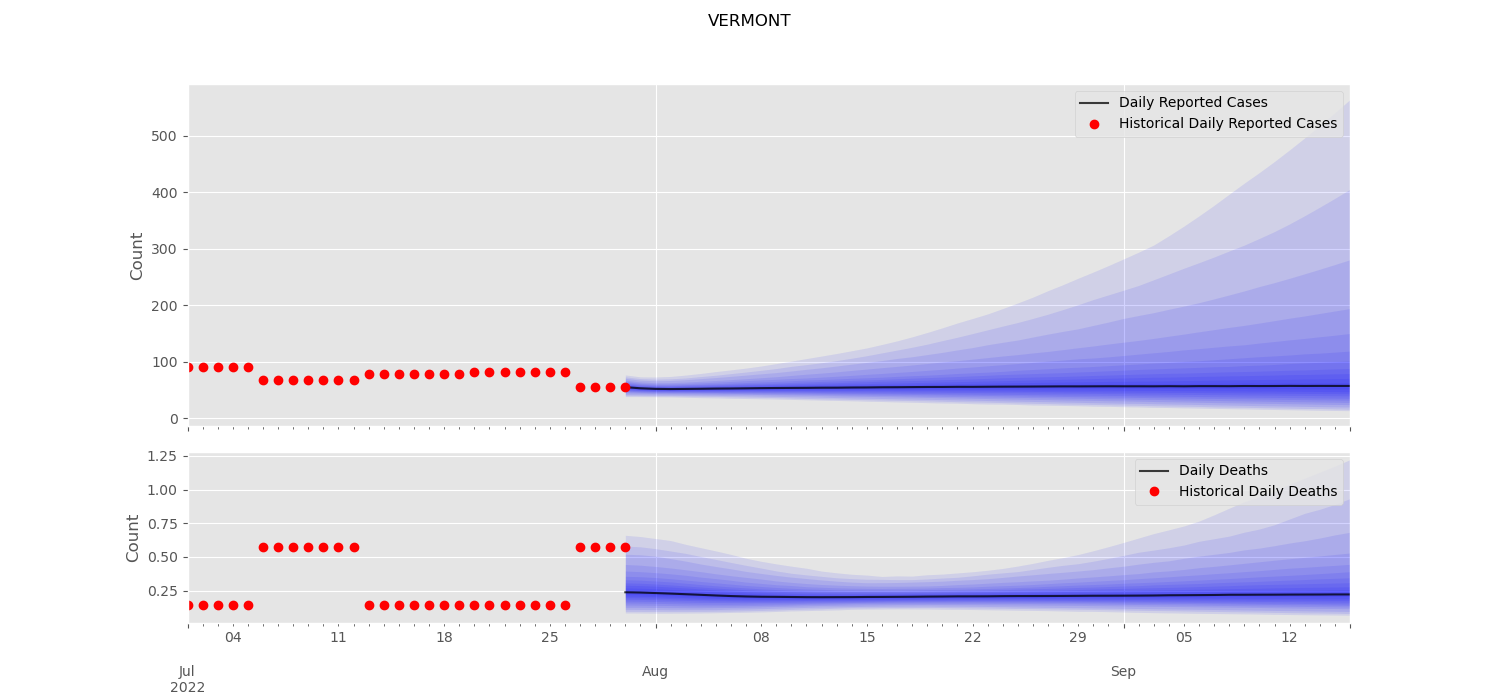 VERMONT
Daily Reported Cases
Historical Daily Reported Cases
500
400
300
200
100
0
Count
Daily Deaths
Historical Daily Deaths
1.25
1.00
0.75
0.50
0.25
Count
04 11 18 25 08 15 22 29 05 12
Jul Aug Sep
2022